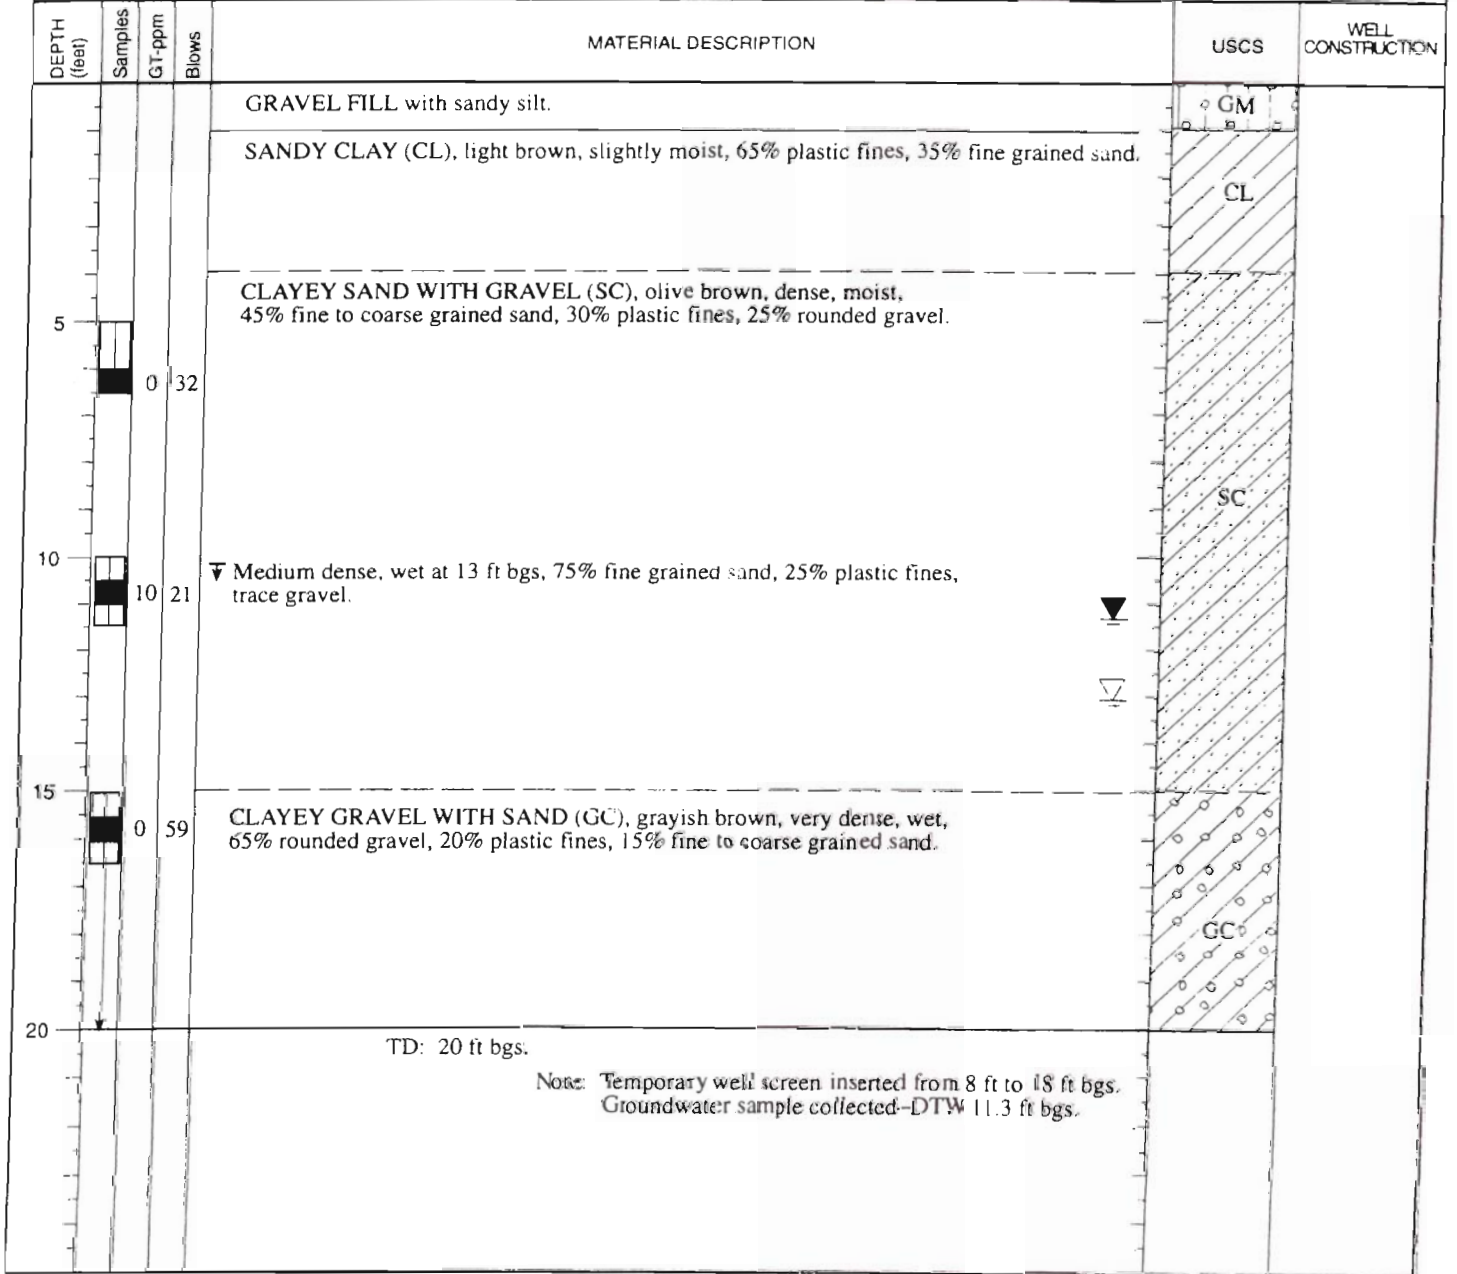 DEPTH (feet) Samples GT-ppm Blows MATERIAL DESCRIPTION USCS WELL CONSTRUCTION
GRAVEL FILL with sandy silt. GM
SANDY CLAY (CL), light brown, slightly moist, 65% plastic fines, 35% fine grained sand.
CL
CLAYEY SAND WITH GRAVEL (SC), olive brown, dense, moist,
5 45% fine to coarse grained sand, 30% plastic fines, 25% rounded gravel.
0 32
SC
10 Medium dense, wet at 13 ft bgs, 75% fine grained sand, 25% plastic fines,
10 21 trace gravel.
15
CLAYEY GRAVEL WITH SAND (GC), grayish brown, very dense, wet,
0 59 65% rounded gravel, 20% plastic fines, 15% fine to coarse grained sand.
GC
20
TD: 20 ft bgs.
Note: Temporary well screen inserted from 8 ft to 18 ft bgs.
Groundwater sample collected--DTW 11.3 ft bgs.